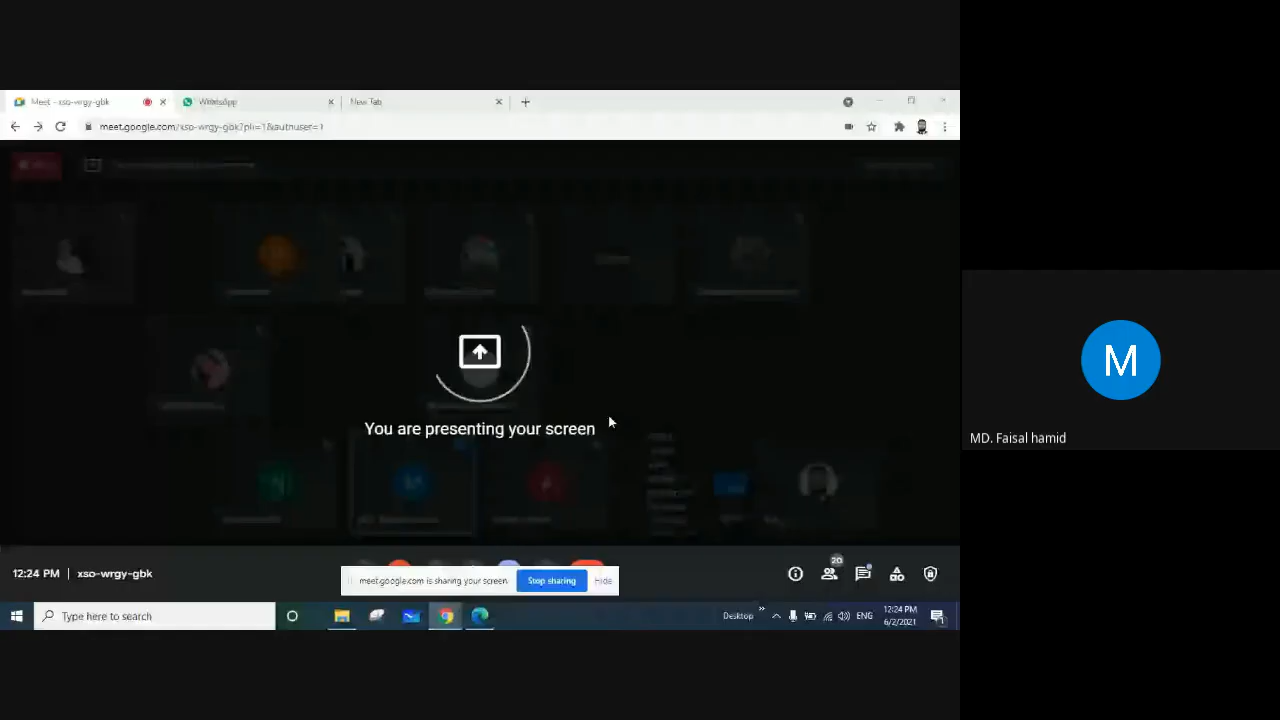 Meet - xso-wrgy-gbk
WhatsApp
New Tab
meet.google.com/xso-wrgy-gbk?pli=1&authuser=1
You are presenting your screen
M
MD. Faisal hamid
12:24 PM | xso-wrgy-gbk
20
meet.google.com is sharing your screen.
Stop sharing
Hide
Type here to search
Desktop
ENG
12:24 PM
6/2/2021
1